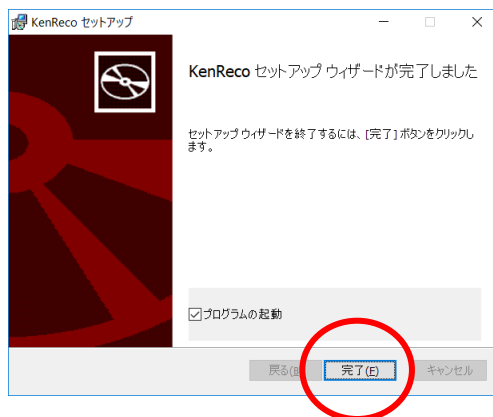 KenReco セットアップ
KenReco セットアップ ウィザードが完了しました
セットアップ ウィザードを終了するには、[完了] ボタンをクリックし
ます。
プログラムの起動
戻る(B 完了(F) キャンセル